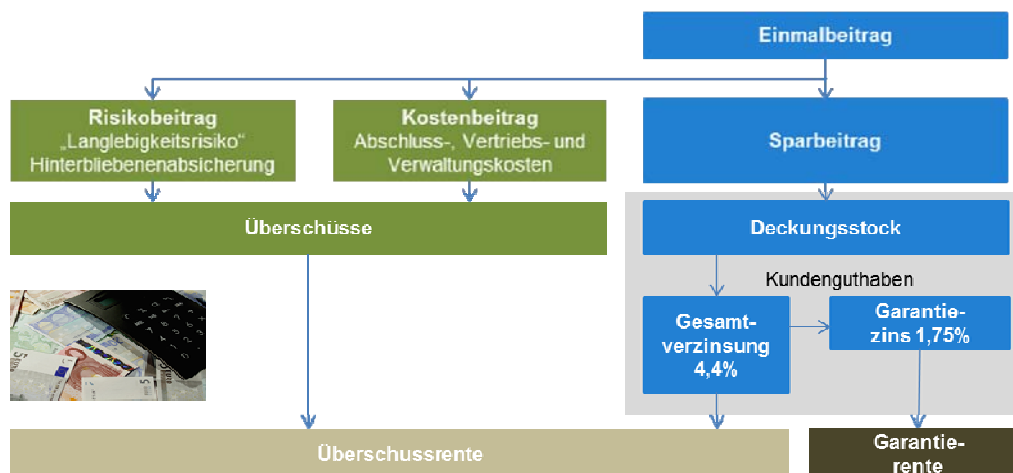 Einmalbeitrag
Risikobeitrag
„Langlebigkeitsrisiko“
Hinterbliebenenabsicherung
Kostenbeitrag
Abschluss-, Vertriebs- und
Verwaltungskosten
Sparbeitrag
Überschüsse
Deckungsstock
Kundenguthaben
Gesamt-
verzinsung
4,4%
Garantie-
zins 1,75%
Überschussrente
Garantie-
rente